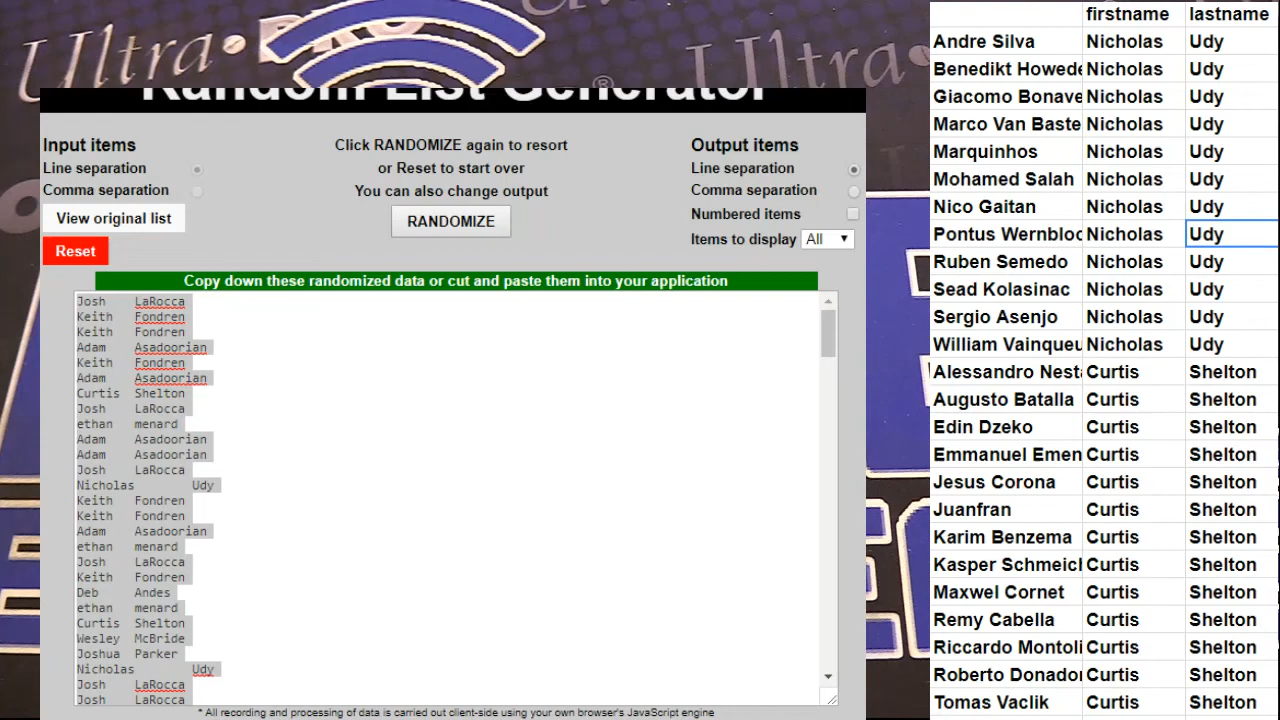 Ultra PRO
®
Ultra
Random List Generator
Input items
Line separation
Comma separation
View original list
Reset
Click RANDOMIZE again to resort
or Reset to start over
You can also change output
RANDOMIZE
Output items
Line separation
Comma separation
Numbered items
Items to display All
Copy down these randomized data or cut and paste them into your application
Josh LaRocca
Keith Fondren
Keith Fondren
Adam Asadoorian
Keith Fondren
Adam Asadoorian
Curtis Shelton
Josh LaRocca
ethan menard
Adam Asadoorian
Adam Asadoorian
Josh LaRocca
Nicholas Udy
Keith Fondren
Keith Fondren
Adam Asadoorian
ethan menard
Josh LaRocca
Keith Fondren
Deb Andes
ethan menard
Curtis Shelton
Wesley McBride
Joshua Parker
Nicholas Udy
Josh LaRocca
Josh LaRocca
* All recording and processing of data is carried out client-side using your own browser's JavaScript engine
firstname lastname
Andre Silva Nicholas Udy
Benedikt Howede Nicholas Udy
Giacomo Bonave Nicholas Udy
Marco Van Baste Nicholas Udy
Marquinhos Nicholas Udy
Mohamed Salah Nicholas Udy
Nico Gaitan Nicholas Udy
Pontus Wernbloc Nicholas Udy
Ruben Semedo Nicholas Udy
Sead Kolasinac Nicholas Udy
Sergio Asenjo Nicholas Udy
William Vainqueu Nicholas Udy
Alessandro Nesta Curtis Shelton
Augusto Batalla Curtis Shelton
Edin Dzeko Curtis Shelton
Emmanuel Emen Curtis Shelton
Jesus Corona Curtis Shelton
Juanfran Curtis Shelton
Karim Benzema Curtis Shelton
Kasper Schmeich Curtis Shelton
Maxwel Cornet Curtis Shelton
Remy Cabella Curtis Shelton
Riccardo Montoli Curtis Shelton
Roberto Donador Curtis Shelton
Tomas Vaclik Curtis Shelton